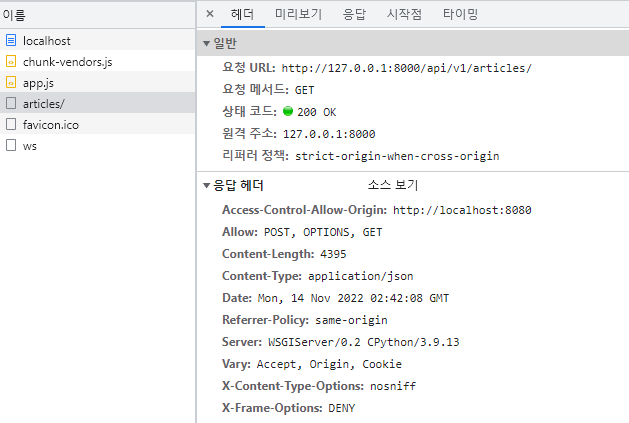 이름
localhost
chunk-vendors.js
app.js
articles/
favicon.ico
ws
× 헤더 미리보기 응답 시작점 타이밍
▼일반
요청 URL: http://127.0.0.1:8000/api/v1/articles/
요청 메서드: GET
상태 코드: 200 OK
원격 주소: 127.0.0.1:8000
리퍼러 정책: strict-origin-when-cross-origin
▼응답 헤더 소스 보기
Access-Control-Allow-Origin: http://localhost:8080
Allow: POST, OPTIONS, GET
Content-Length: 4395
Content-Type: application/json
Date: Mon, 14 Nov 2022 02:42:08 GMT
Referrer-Policy: same-origin
Server: WSGIServer/0.2 CPython/3.9.13
Vary: Accept, Origin, Cookie
X-Content-Type-Options: nosniff
X-Frame-Options: DENY